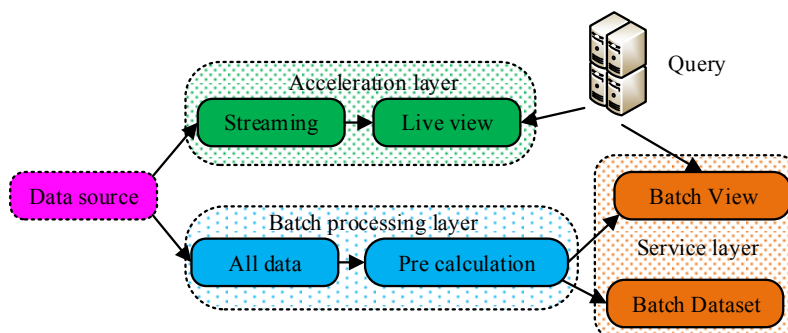 Query
Acceleration layer
Streaming
Live view
Data source
Batch processing layer
All data
Pre calculation
Batch View
Service layer
Batch Dataset